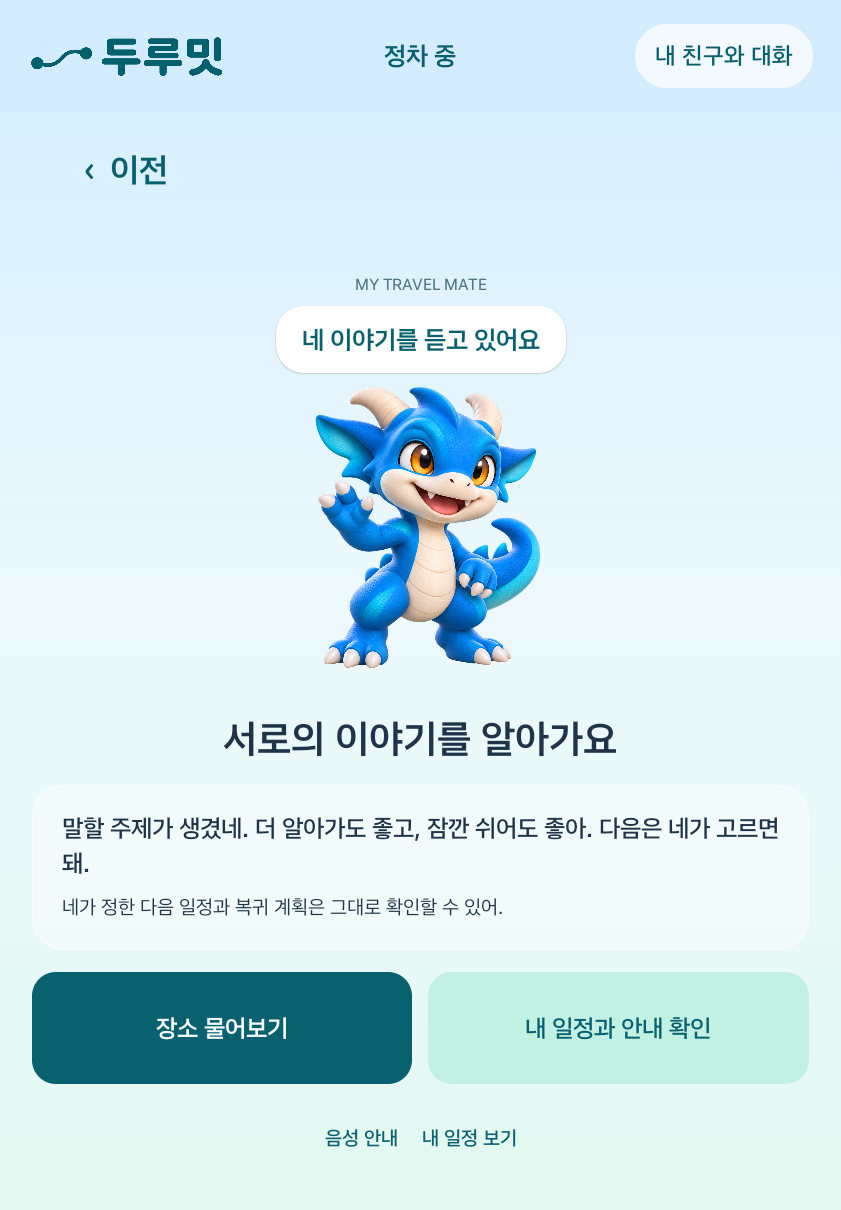 두루밋
정차 중
내 친구와 대화
‹ 이전
MY TRAVEL MATE
네 이야기를 듣고 있어요
서로의 이야기를 알아가요
말할 주제가 생겼네. 더 알아가도 좋고, 잠깐 쉬어도 좋아. 다음은 네가 고르면
돼.
네가 정한 다음 일정과 복귀 계획은 그대로 확인할 수 있어.
장소 물어보기
내 일정과 안내 확인
음성 안내
내 일정 보기